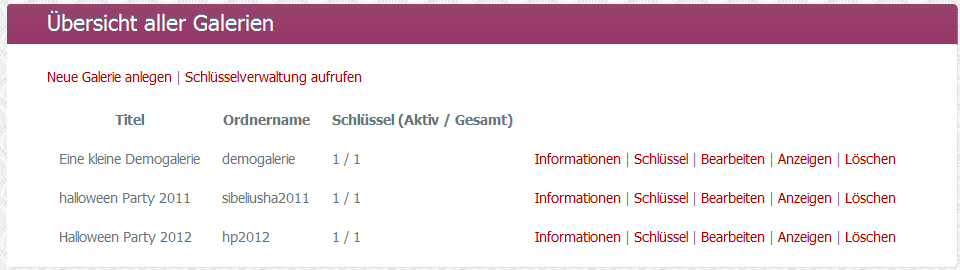 Übersicht aller Galerien
Neue Galerie anlegen | Schlüsselverwaltung aufrufen
Titel Ordnername Schlüssel (Aktiv / Gesamt)
Eine kleine Demogalerie demogalerie 1 / 1 Informationen | Schlüssel | Bearbeiten | Anzeigen | Löschen
halloween Party 2011 sibeliusha2011 1 / 1 Informationen | Schlüssel | Bearbeiten | Anzeigen | Löschen
Halloween Party 2012 hp2012 1 / 1 Informationen | Schlüssel | Bearbeiten | Anzeigen | Löschen